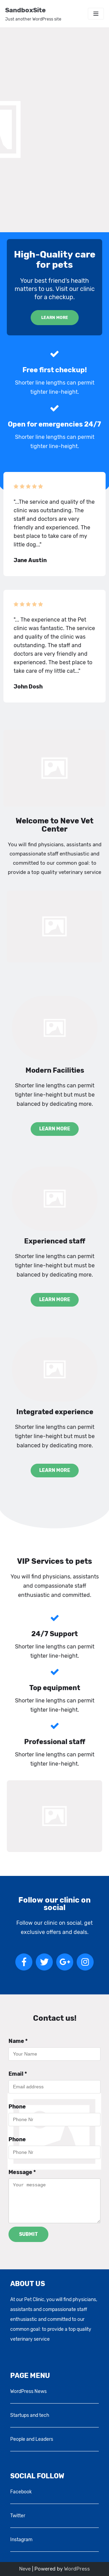 SandboxSite
Just another WordPress site
High-Quality care
for pets
Your best friend's health
matters to us. Visit our clinic
for a checkup.
LEARN MORE
Free first checkup!
Shorter line lengths can permit
tighter line-height.
Open for emergencies 24/7
Shorter line lengths can permit
tighter line-height.
"...The service and quality of the
clinic was outstanding. The
staff and doctors are very
friendly and experienced. The
best place to take care of my
little dog..."
Jane Austin
"... The experience at the Pet
clinic was fantastic. The service
and quality of the clinic was
outstanding. The staff and
doctors are very friendly and
experienced. The best place to
take care of my little cat..."
John Dosh
Welcome to Neve Vet
Center
You will find physicians, assistants and
compassionate staff enthusiastic and
committed to our common goal: to
provide a top quality veterinary service
Modern Facilities
Shorter line lengths can permit
tighter line-height but must be
balanced by dedicating more.
LEARN MORE
Experienced staff
Shorter line lengths can permit
tighter line-height but must be
balanced by dedicating more.
LEARN MORE
Integrated experience
Shorter line lengths can permit
tighter line-height but must be
balanced by dedicating more.
LEARN MORE
VIP Services to pets
You will find physicians, assistants
and compassionate staff
enthusiastic and committed.
24/7 Support
Shorter line lengths can permit
tighter line-height.
Top equipment
Shorter line lengths can permit
tighter line-height.
Professional staff
Shorter line lengths can permit
tighter line-height.
Follow our clinic on
social
Follow our clinic on social, get
exclusive offers and deals.
Contact us!
Name *
Your Name
Email *
Email address
Phone
Phone Nr
Phone
Phone Nr
Message *
Your message
SUBMIT
ABOUT US
At our Pet Clinic, you will find physicians,
assistants and compassionate staff
enthusiastic and committed to our
common goal: to provide a top quality
veterinary service
PAGE MENU
WordPress News
Startups and tech
People and Leaders
SOCIAL FOLLOW
Facebook
Twitter
Instagram
Neve | Powered by WordPress